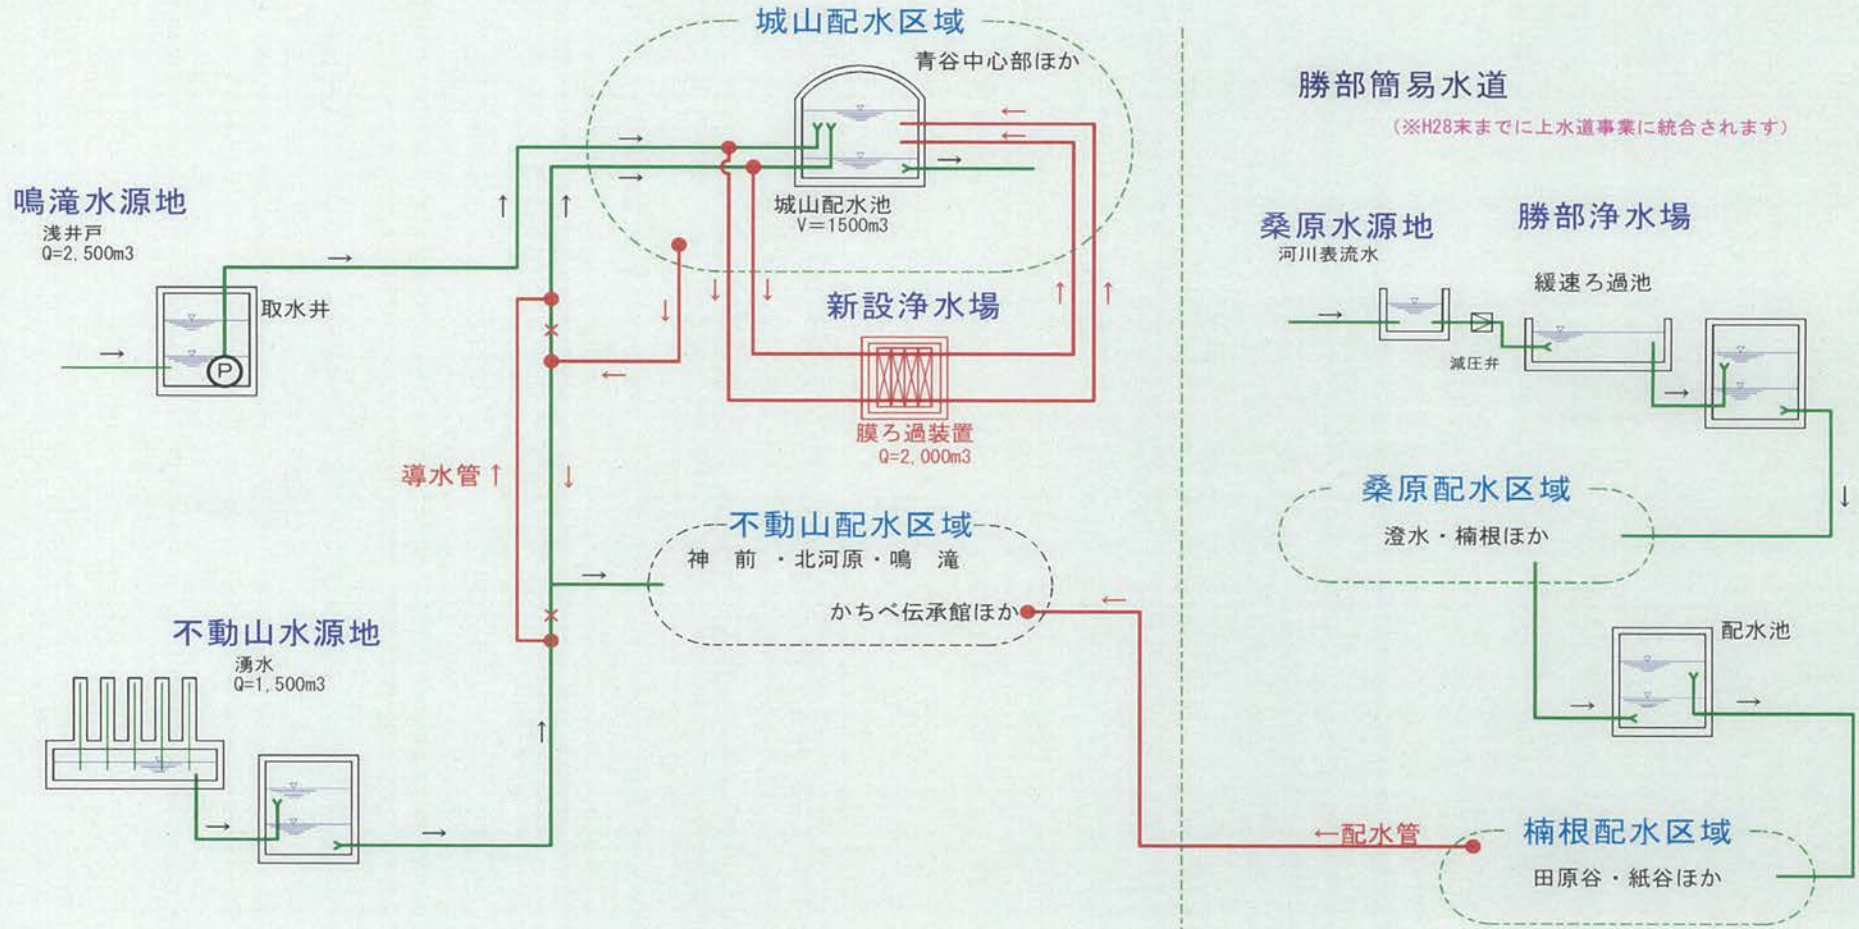 城山配水区域
青谷中心部ほか
城山配水池
V=1500m3
鳴滝水源地
浅井戸
Q=2,500m3
取水井
P
新設浄水場
膜ろ過装置
Q=2,000m3
導水管↑
不動山配水区域
神 前 ・北河原・鳴 滝
かちべ伝承館ほか
不動山水源地
湧水
Q=1,500m3
勝部簡易水道
(※H28末までに上水道事業に統合されます)
桑原水源地
河川表流水
勝部浄水場
緩速ろ過池
減圧弁
桑原配水区域
澄水・楠根ほか
配水池
←配水管
楠根配水区域
田原谷・紙谷ほか